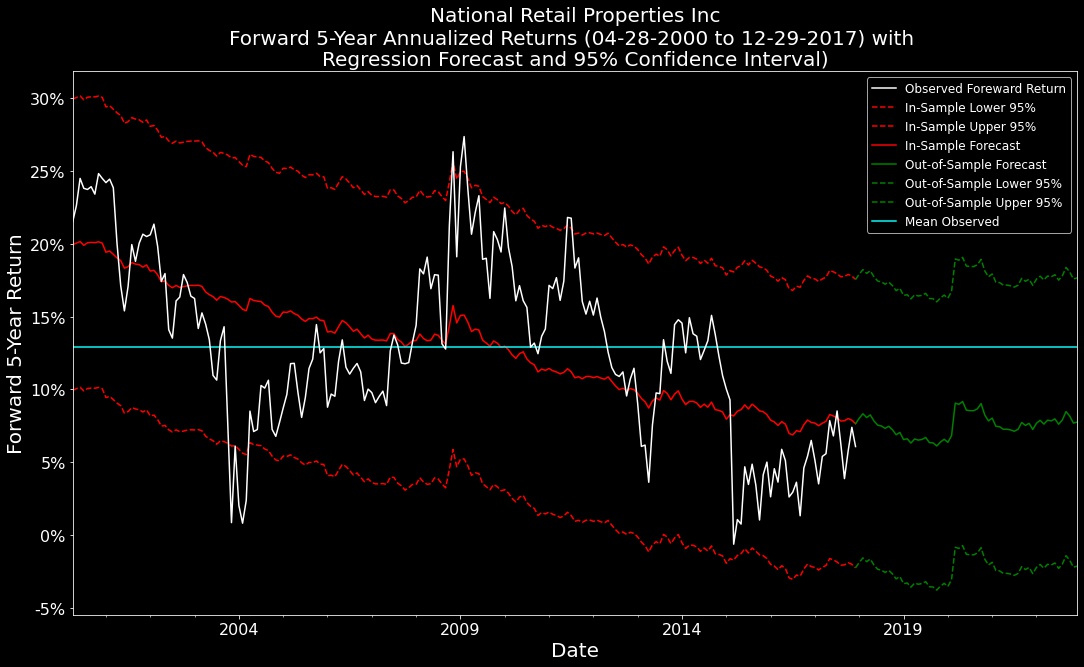 National Retail Properties Inc
Forward 5-Year Annualized Returns (04-28-2000 to 12-29-2017) with
Regression Forecast and 95% Confidence Interval)
Observed Foreward Return
In-Sample Lower 95%
In-Sample Upper 95%
In-Sample Forecast
Out-of-Sample Forecast
Out-of-Sample Lower 95%
Out-of-Sample Upper 95%
Mean Observed
Forward 5-Year Return
30%
25%
20%
15%
10%
5%
0%
-5%
2004 2009 2014 2019
Date